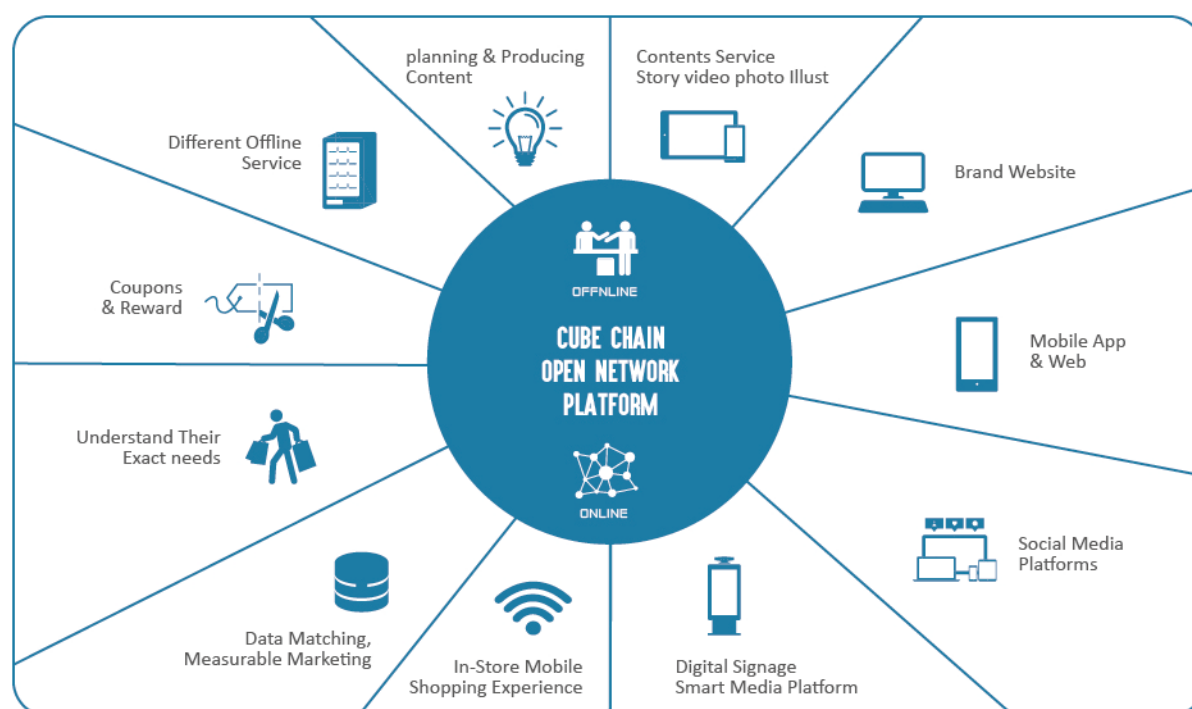 planning & Producing
Content
Contents Service
Story video photo Illust
Different Offline
Service
Brand Website
Coupons
& Reward
OFFNLINE
CUBE CHAIN
OPEN NETWORK
PLATFORM
ONLINE
Mobile App
& Web
Understand Their
Exact needs
Social Media
Platforms
Data Matching,
Measurable Marketing
In-Store Mobile
Shopping Experience
Digital Signage
Smart Media Platform